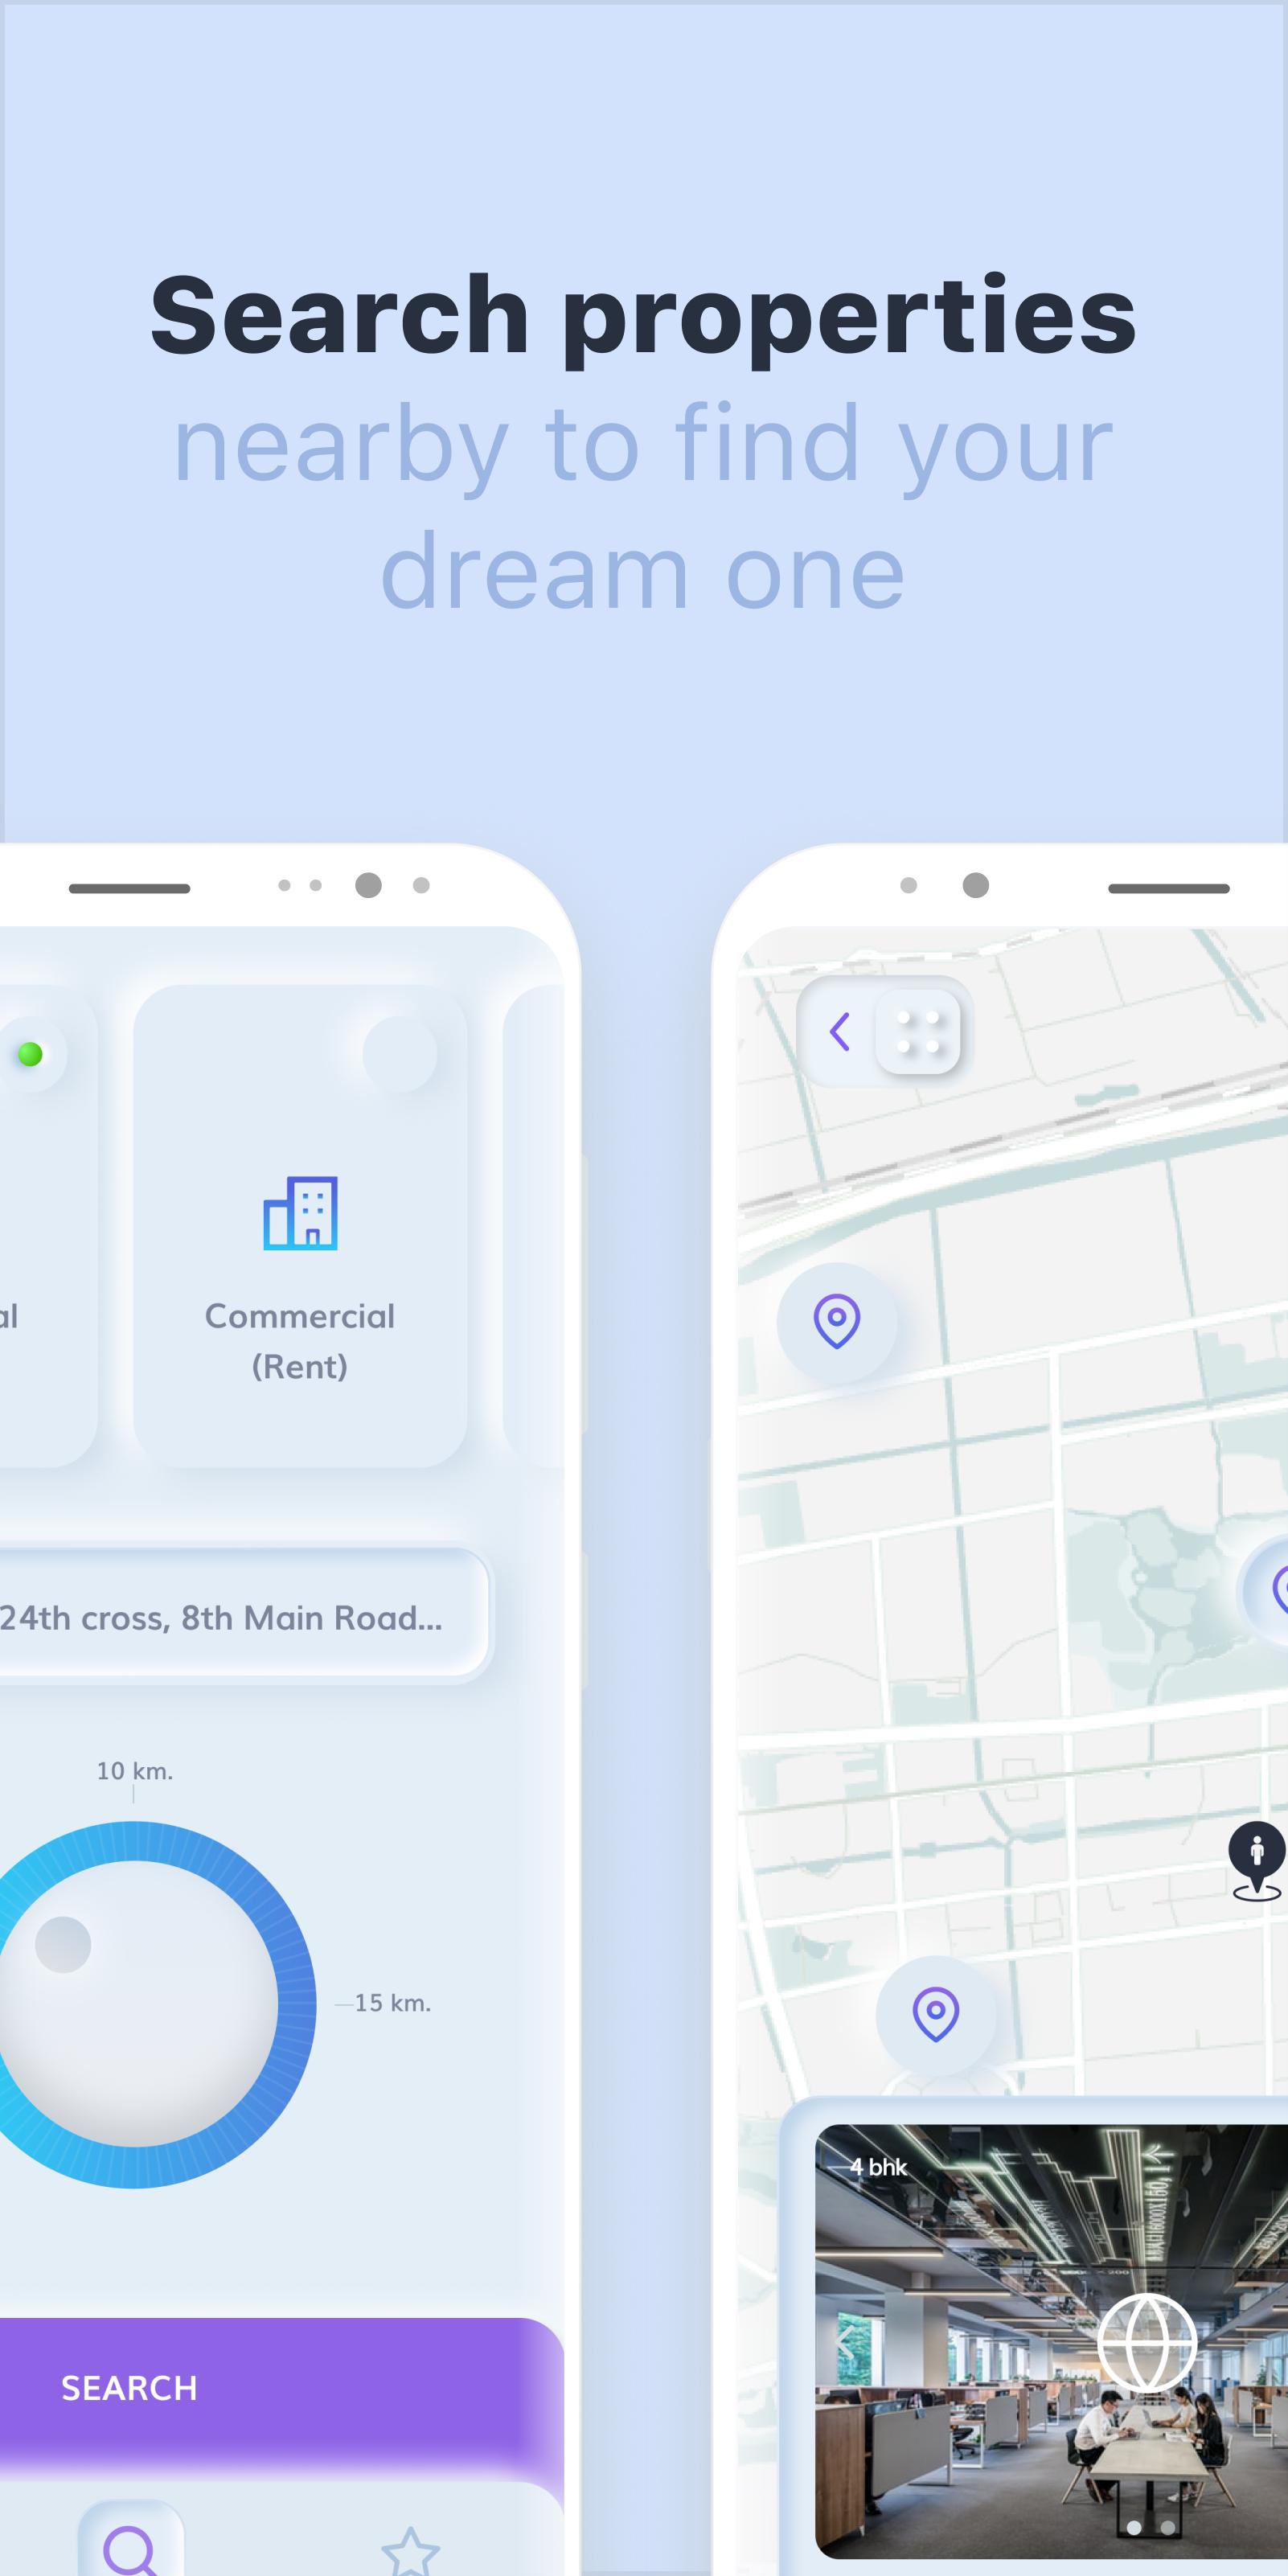 Search properties
nearby to find your
dream one
al
Commercial
(Rent)
24th cross, 8th Main Road...
10 km.
15 km.
SEARCH
4 bhk